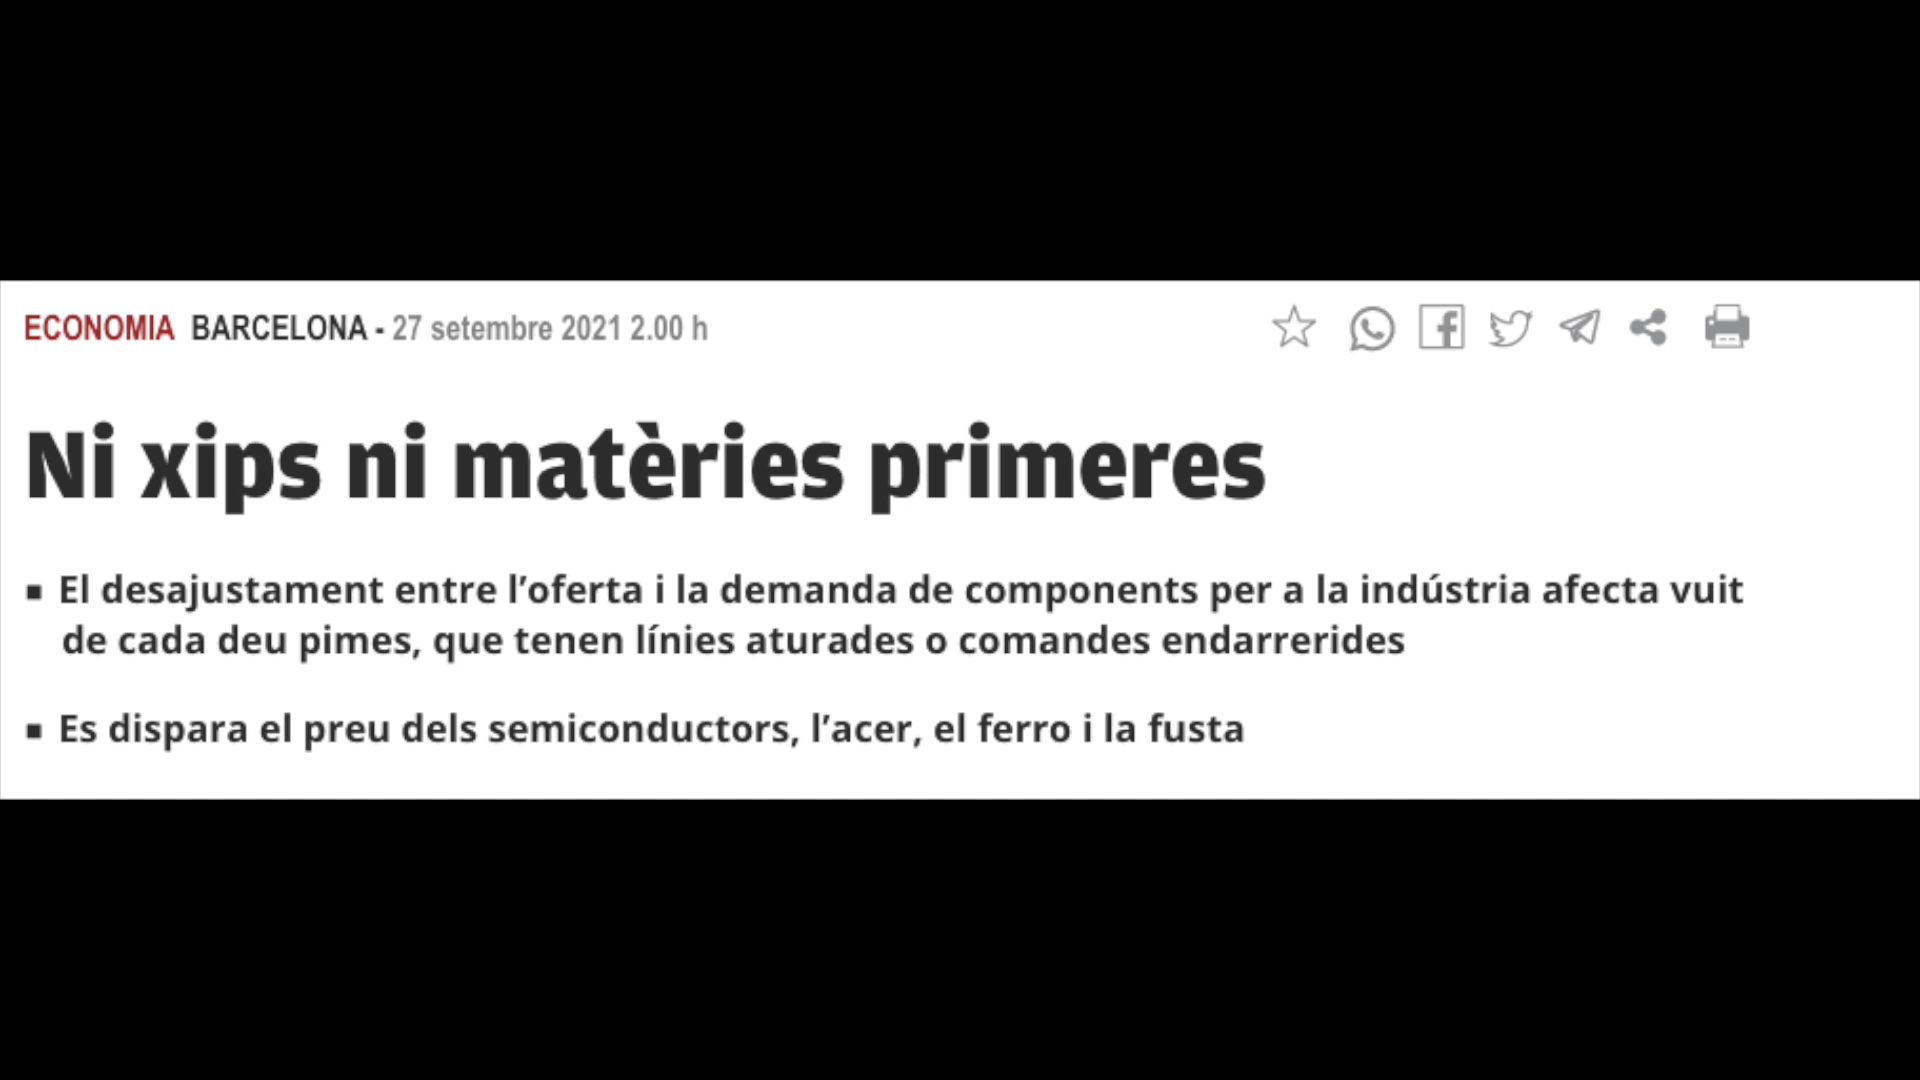 ECONOMIA BARCELONA - 27 setembre 2021 2.00 h
Ni xips ni matèries primeres
▪ El desajustament entre l’oferta i la demanda de components per a la indústria afecta vuit
de cada deu pimes, que tenen línies aturades o comandes endarrerides
▪ Es dispara el preu dels semiconductors, l’acer, el ferro i la fusta